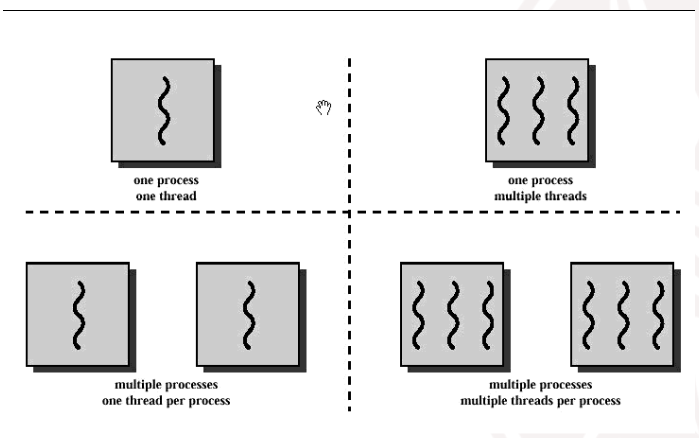 one process
one thread
one process
multiple threads
multiple processes
one thread per process
multiple processes
multiple threads per process